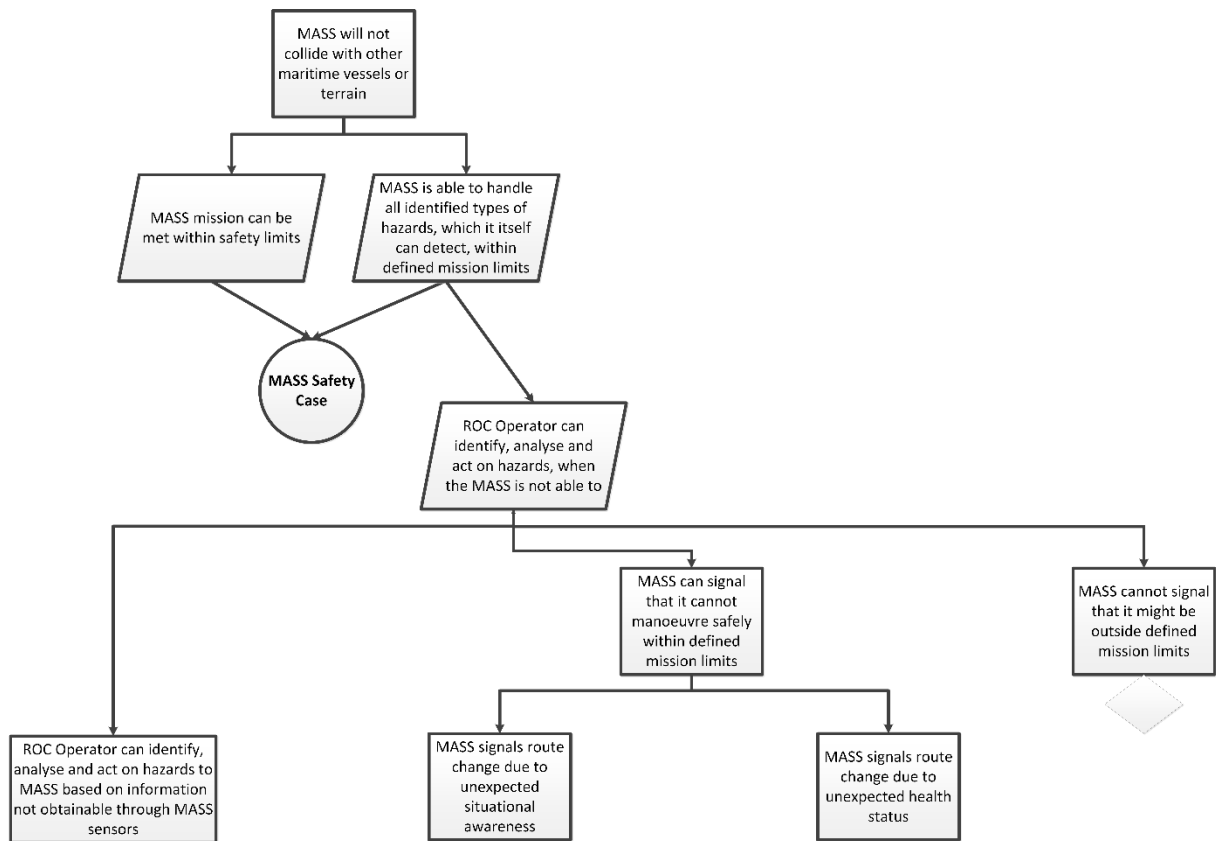 MASS will not
collide with other
maritime vessels or
terrain
MASS mission can be
met within safety limits
MASS is able to handle
all identified types of
hazards, which it itself
can detect, within
defined mission limits
MASS Safety
Case
ROC Operator can
identify, analyse and
act on hazards, when
the MASS is not able to
MASS can signal
that it cannot
manoeuvre safely
within defined
mission limits
MASS cannot signal
that it might be
outside defined
mission limits
ROC Operator can identify,
analyse and act on hazards to
MASS based on information
not obtainable through MASS
sensors
MASS signals route
change due to
unexpected
situational
awareness
MASS signals route
change due to
unexpected health
status